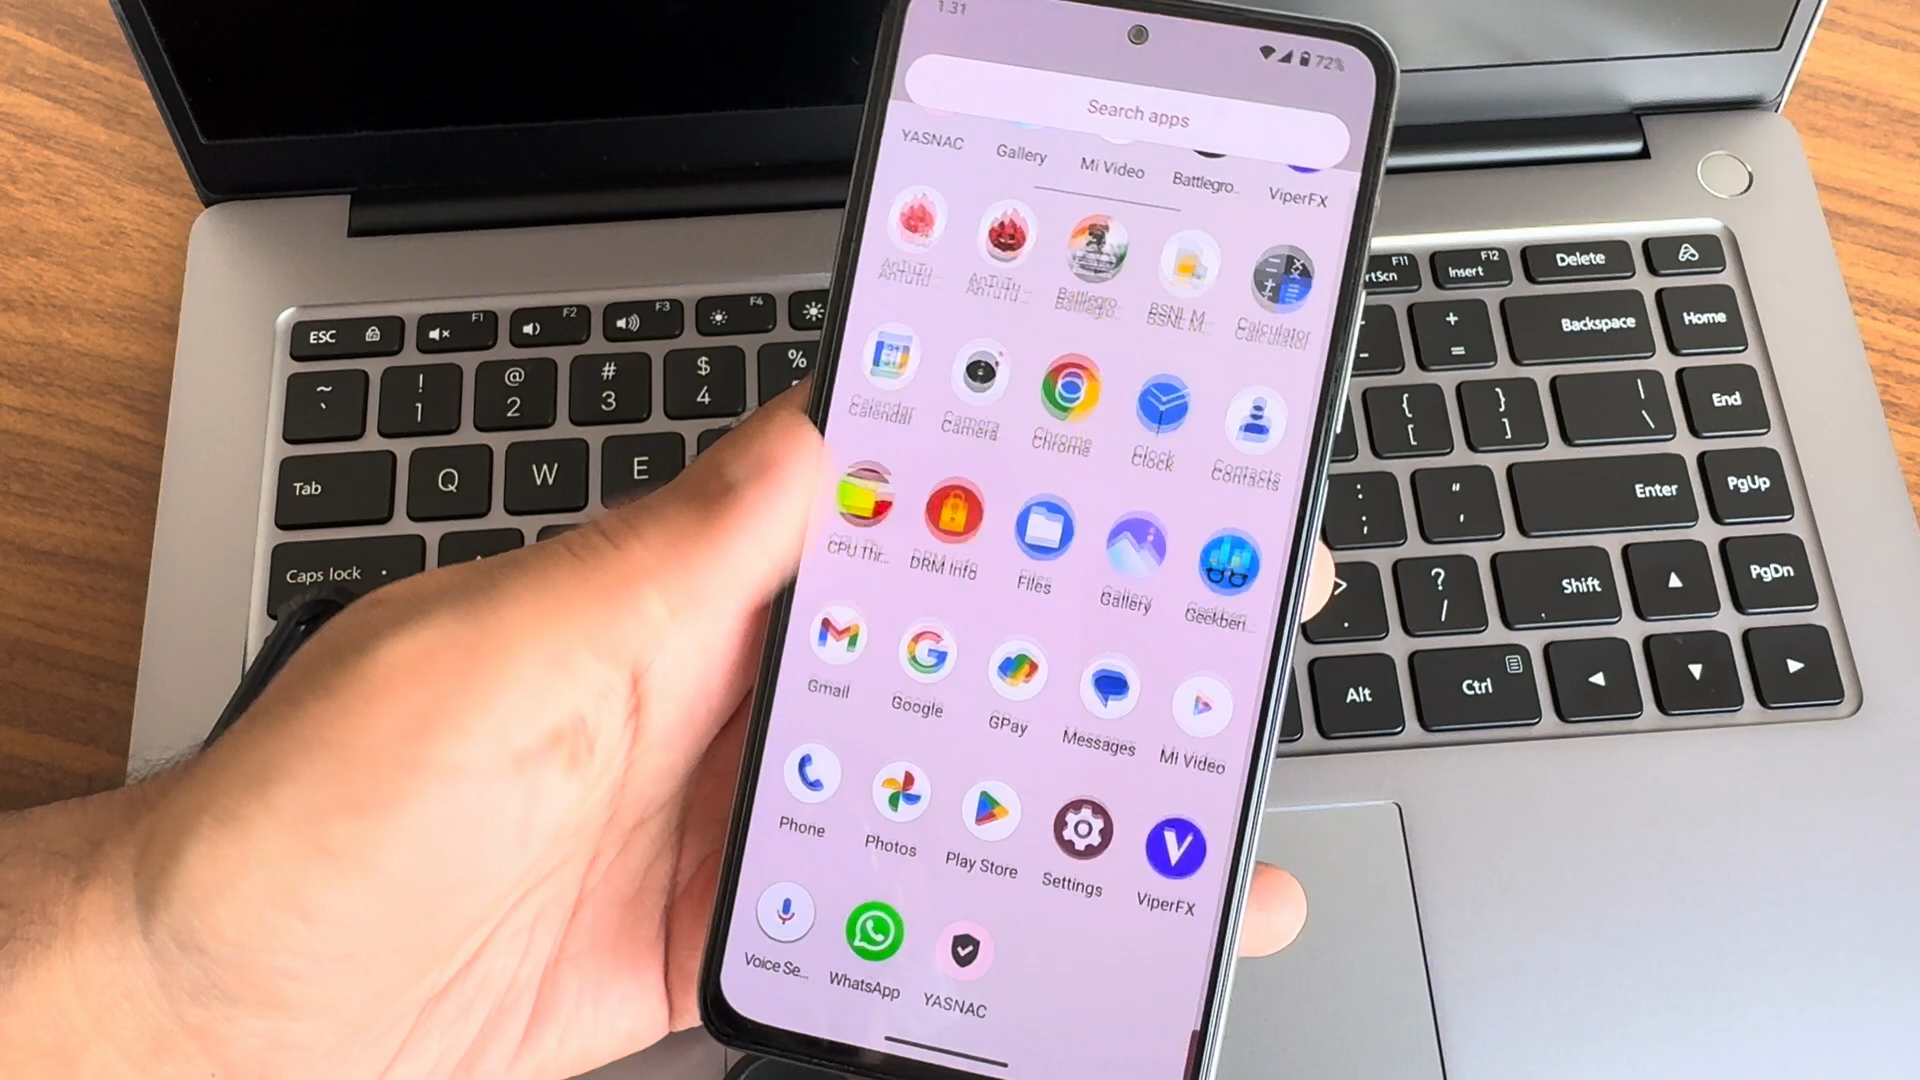 1.31
72%
Search apps
YASNAC Gallery Mi Video Battlegro.. ViperFX
AnTuTu... AnTuTu... Battlegro... BSNL M... Calculator
Calendar Camera Chrome Clock Contacts
CPU Thr... DRM Info Files Gallery Geekben...
Gmail Google GPay Messages Mi Video
Phone Photos Play Store Settings ViperFX
Voice Se... WhatsApp YASNAC
ESC F1 F2 F3 F4
~ ` ! 1 @ 2 # 3 $ 4 %
Tab Q W E
Caps lock
rtScn F11 Insert F12 Delete
- + = Backspace Home
{ [ } ] | \ End
: ; " ' Enter PgUp
> . ? / Shift PgDn
Alt Ctrl